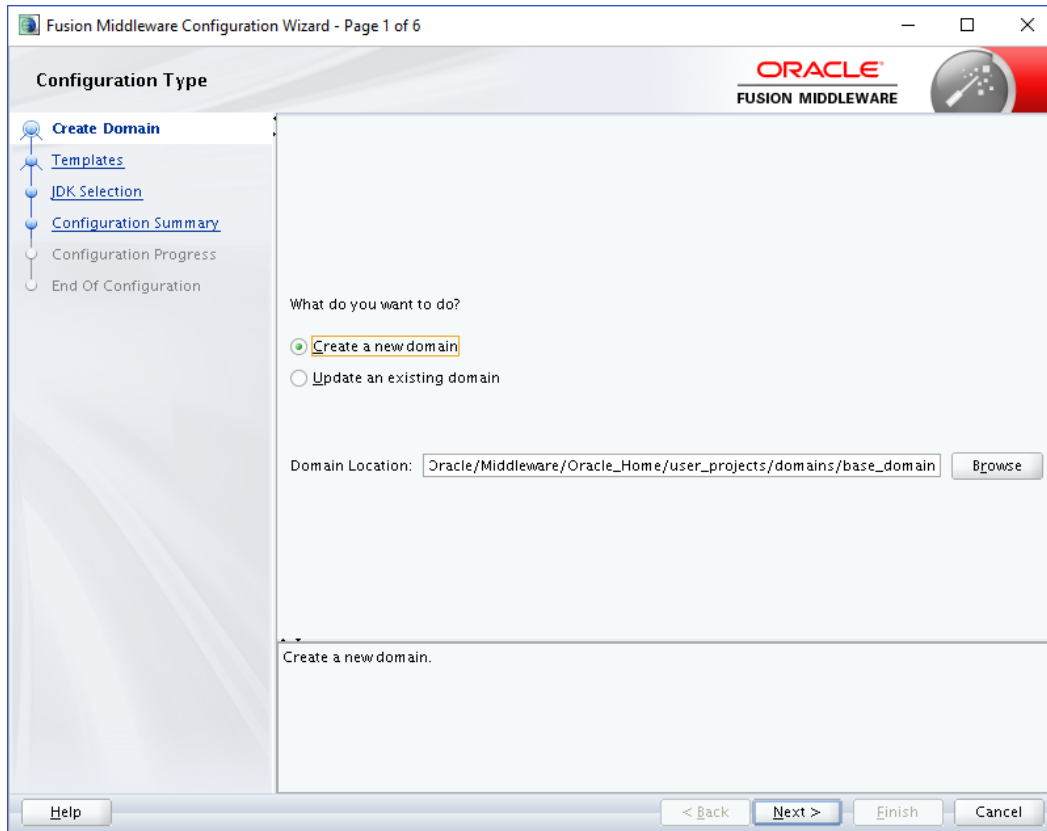 Fusion Middleware Configuration Wizard - Page 1 of 6
Configuration Type
ORACLE
FUSION MIDDLEWARE
Create Domain
Templates
JDK Selection
Configuration Summary
Configuration Progress
End Of Configuration
What do you want to do?
Create a new domain
Update an existing domain
Domain Location: Oracle/Middleware/Oracle_Home/user_projects/domains/base_domain Browse
Create a new domain.
Help < Back Next > Finish Cancel